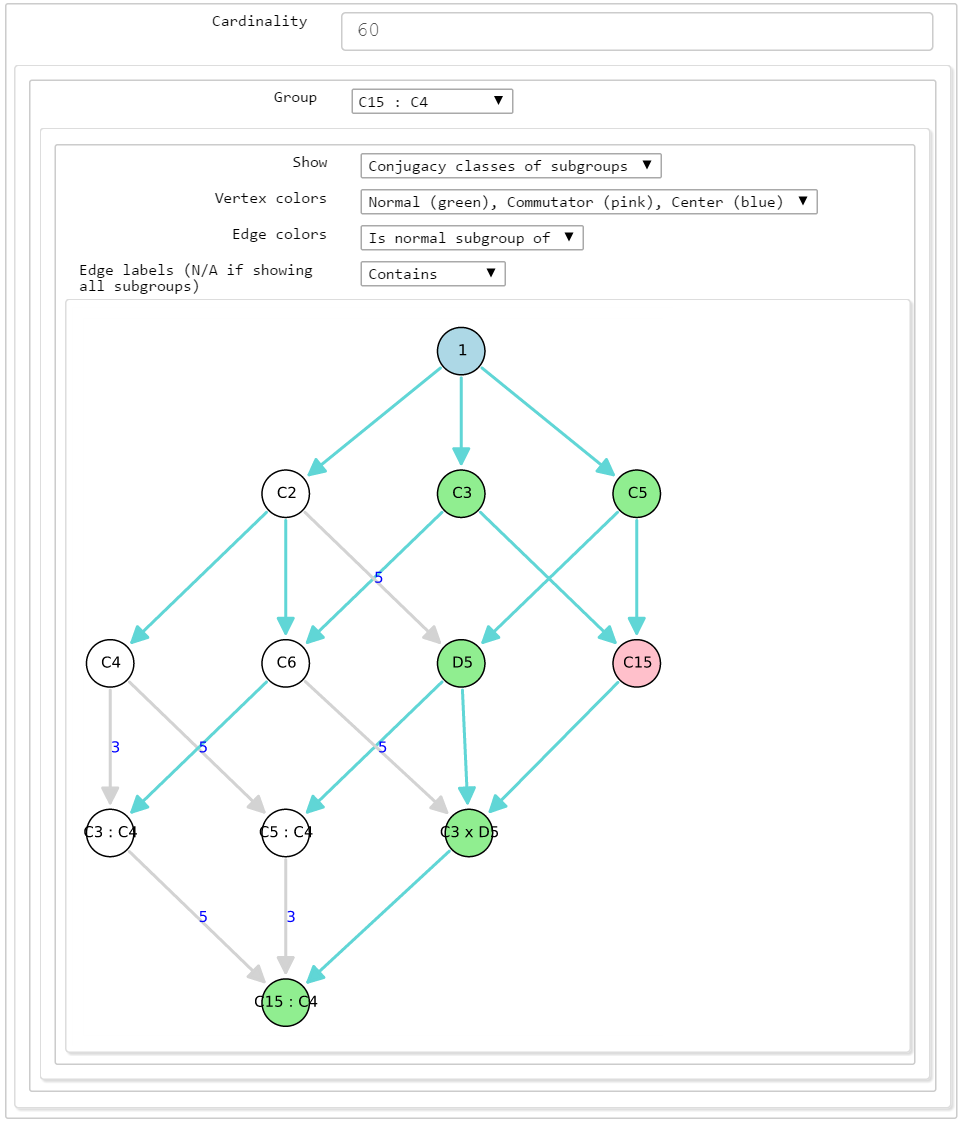 Cardinality 60
Group C15 : C4 ▼
Show Conjugacy classes of subgroups ▼
Vertex colors Normal (green), Commutator (pink), Center (blue) ▼
Edge colors Is normal subgroup of ▼
Edge labels (N/A if showing Contains ▼
all subgroups)
1
C2 C3 C5
5
C4 C6 D5 C15
3 5 5
C3 : C4 C5 : C4 C3 x D5
5 3
C15 : C4